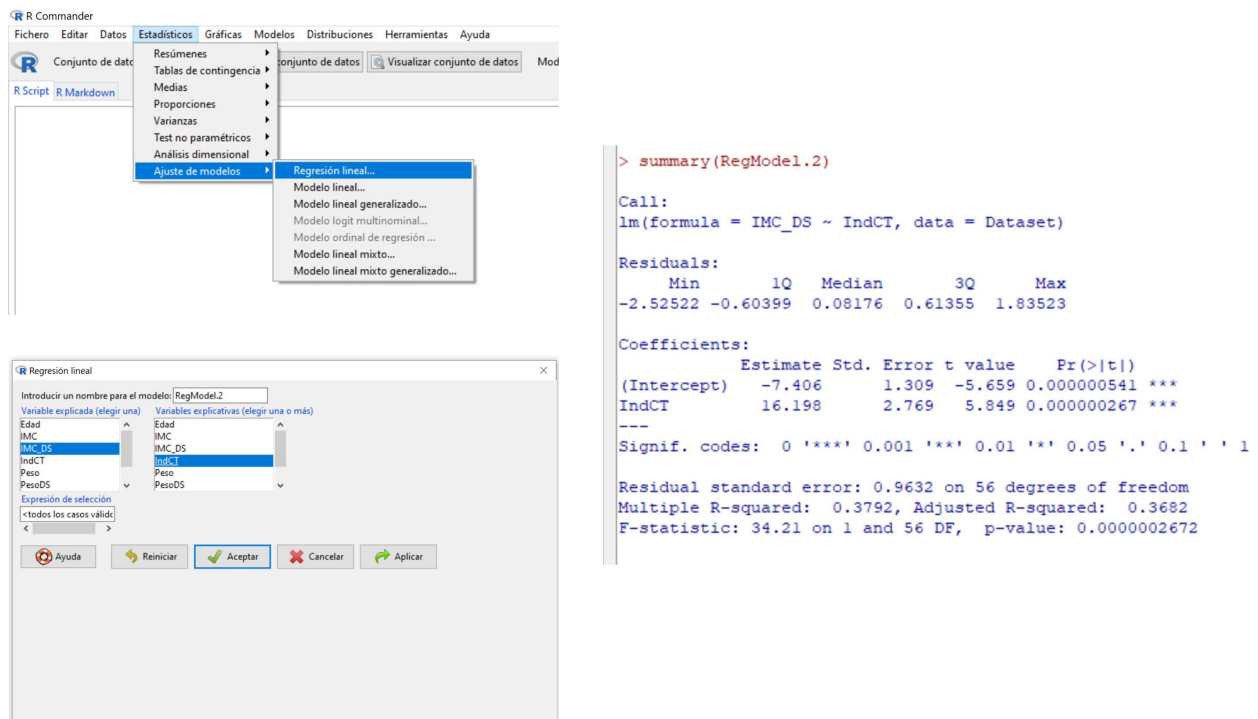 R Commander
Fichero Editar Datos Estadísticos Gráficas Modelos Distribuciones Herramientas Ayuda
R Conjunto de dato conjunto de datos Visualizar conjunto de datos Mod
R Script R Markdown
Resúmenes
Tablas de contingencia
Medias
Proporciones
Varianzas
Test no paramétricos
Análisis dimensional
Ajuste de modelos
Regresión lineal...
Modelo lineal...
Modelo lineal generalizado...
Modelo logit multinominal...
Modelo ordinal de regresión ...
Modelo lineal mixto...
Modelo lineal mixto generalizado...
Regresión lineal
Introducir un nombre para el modelo: RegModel.2
Variable explicada (elegir una) Variables explicativas (elegir una o más)
Edad Edad
IMC IMC
IMC_DS IMC_DS
IndCT IndCT
Peso Peso
PesoDS PesoDS
Expresión de selección
<todos los casos válidc
Ayuda Reiniciar Aceptar Cancelar Aplicar
> summary(RegModel.2)
Call:
lm(formula = IMC_DS ~ IndCT, data = Dataset)
Residuals:
Min 1Q Median 3Q Max
-2.52522 -0.60399 0.08176 0.61355 1.83523
Coefficients:
Estimate Std. Error t value Pr(>|t|)
(Intercept) -7.406 1.309 -5.659 0.000000541 ***
IndCT 16.198 2.769 5.849 0.000000267 ***
---
Signif. codes: 0 '***' 0.001 '**' 0.01 '*' 0.05 '.' 0.1 ' ' 1
Residual standard error: 0.9632 on 56 degrees of freedom
Multiple R-squared: 0.3792, Adjusted R-squared: 0.3682
F-statistic: 34.21 on 1 and 56 DF, p-value: 0.0000002672